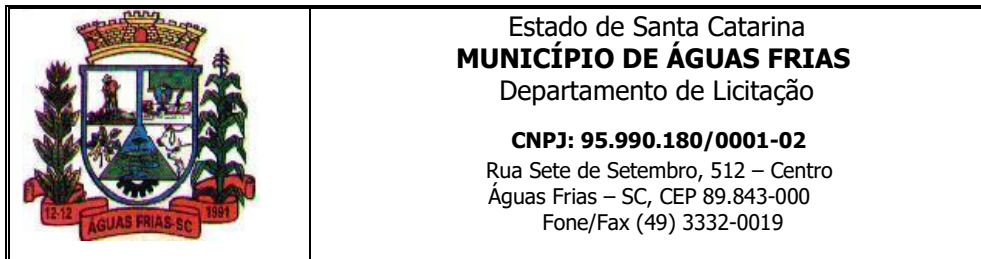 12-12
ÁGUAS FRIAS-SC
1991
Estado de Santa Catarina
MUNICÍPIO DE ÁGUAS FRIAS
Departamento de Licitação
CNPJ: 95.990.180/0001-02
Rua Sete de Setembro, 512 – Centro
Águas Frias – SC, CEP 89.843-000
Fone/Fax (49) 3332-0019